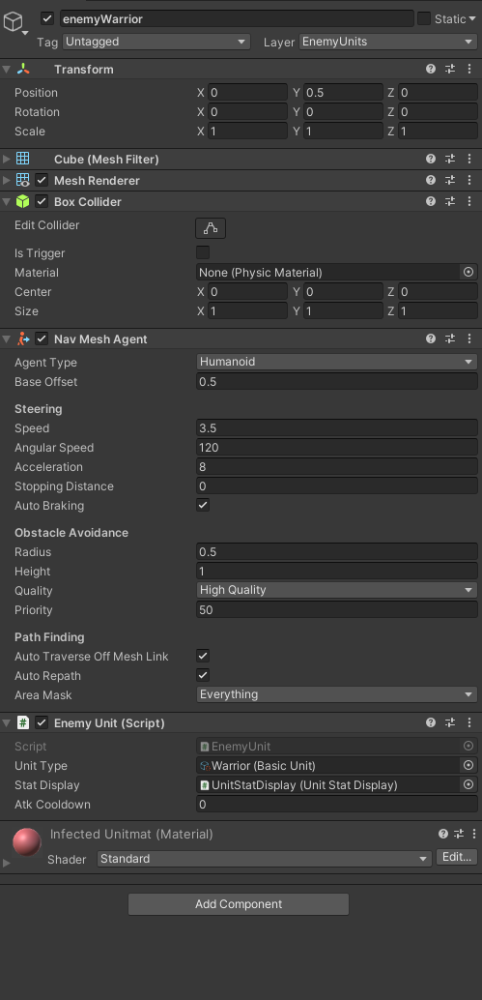 enemyWarrior Static
Tag Untagged Layer EnemyUnits
Transform
Position X 0 Y 0.5 Z 0
Rotation X 0 Y 0 Z 0
Scale X 1 Y 1 Z 1
Cube (Mesh Filter)
Mesh Renderer
Box Collider
Edit Collider
Is Trigger
Material None (Physic Material)
Center X 0 Y 0 Z 0
Size X 1 Y 1 Z 1
Nav Mesh Agent
Agent Type Humanoid
Base Offset 0.5
Steering
Speed 3.5
Angular Speed 120
Acceleration 8
Stopping Distance 0
Auto Braking
Obstacle Avoidance
Radius 0.5
Height 1
Quality High Quality
Priority 50
Path Finding
Auto Traverse Off Mesh Link
Auto Repath
Area Mask Everything
# Enemy Unit (Script)
Script # EnemyUnit
Unit Type Warrior (Basic Unit)
Stat Display # UnitStatDisplay (Unit Stat Display)
Atk Cooldown 0
Infected Unitmat (Material)
Shader Standard Edit...
Add Component